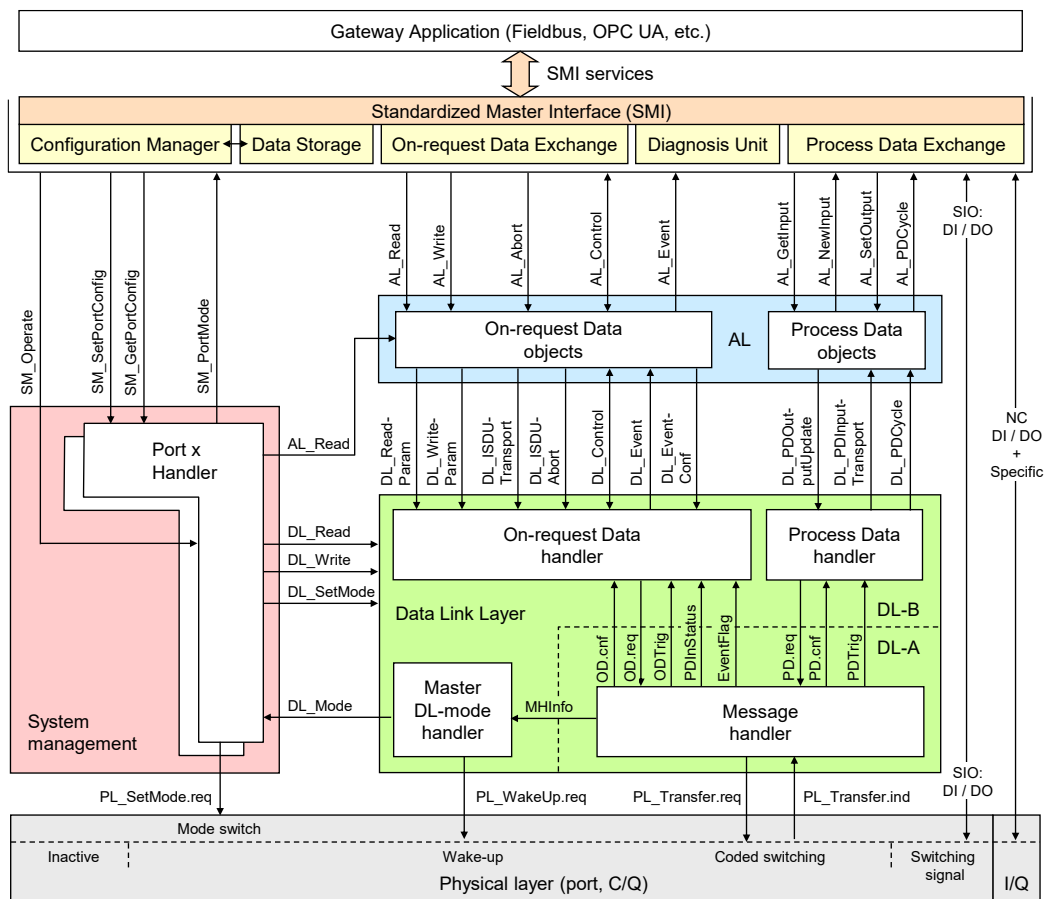 Gateway Application (Fieldbus, OPC UA, etc.)
SMI services
Standardized Master Interface (SMI)
Configuration Manager
Data Storage
On-request Data Exchange
Diagnosis Unit
Process Data Exchange
SM_Operate
SM_SetPortConfig
SM_GetPortConfig
SM_PortMode
AL_Read
AL_Write
AL_Abort
AL_Control
AL_Event
AL_GetInput
AL_NewInput
AL_SetOutput
AL_PDCycle
SIO:
DI / DO
On-request Data
objects
AL
Process Data
objects
NC
DI / DO
+
Specific
Port x
Handler
AL_Read
DL_Read-
Param
DL_Write-
Param
DL_ISDU-
Transport
DL_ISDU-
Abort
DL_Control
DL_Event
DL_Event-
Conf
DL_PDOut-
putUpdate
DL_PDInput-
Transport
DL_PDCycle
DL_Read
DL_Write
DL_SetMode
On-request Data
handler
Process Data
handler
Data Link Layer
DL-B
DL-A
OD.cnf
OD.req
ODTrig
PDInStatus
EventFlag
PD.req
PD.cnf
PDTrig
System
management
DL_Mode
Master
DL-mode
handler
MHInfo
Message
handler
PL_SetMode.req
PL_WakeUp.req
PL_Transfer.req
PL_Transfer.ind
SIO:
DI / DO
Mode switch
Inactive
Wake-up
Coded switching
Switching
signal
Physical layer (port, C/Q)
I/Q